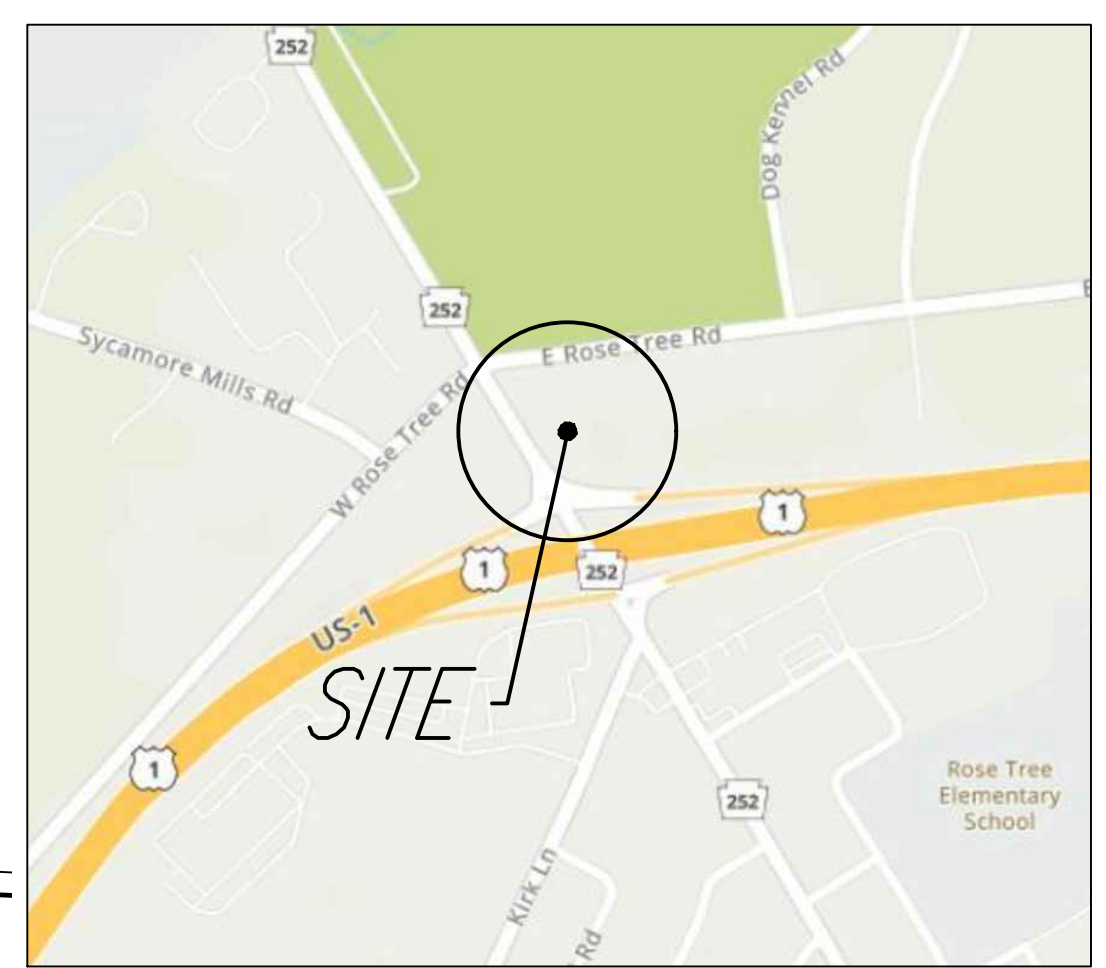 252
Dog Kennel Rd
252
E Rose Tree Rd
E
Sycamore Mills Rd
W Rose Tree Rd
1
1
252
US-1
SITE
1
252
Rose Tree
Elementary
School
Kirk Ln
Rd